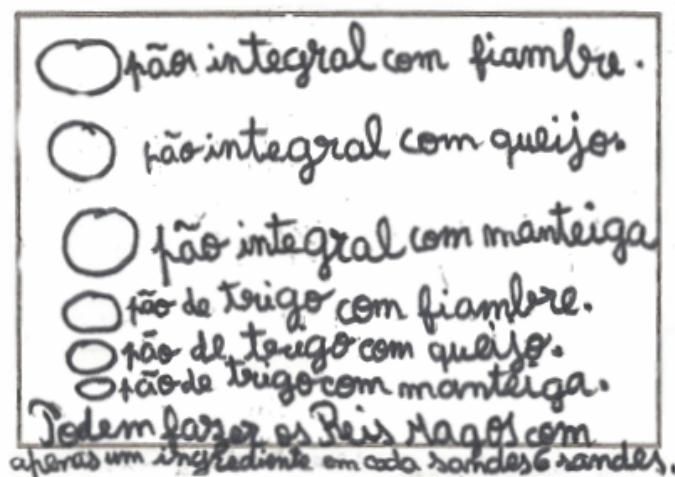 pão integral com fiambre.
pão integral com queijo.
pão integral com manteiga
pão de trigo com fiambre.
pão de trigo com queijo.
pão de trigo com manteiga.
Podem fazer os Reis Magos com
apenas um ingrediente em cada sandes 6 sandes.